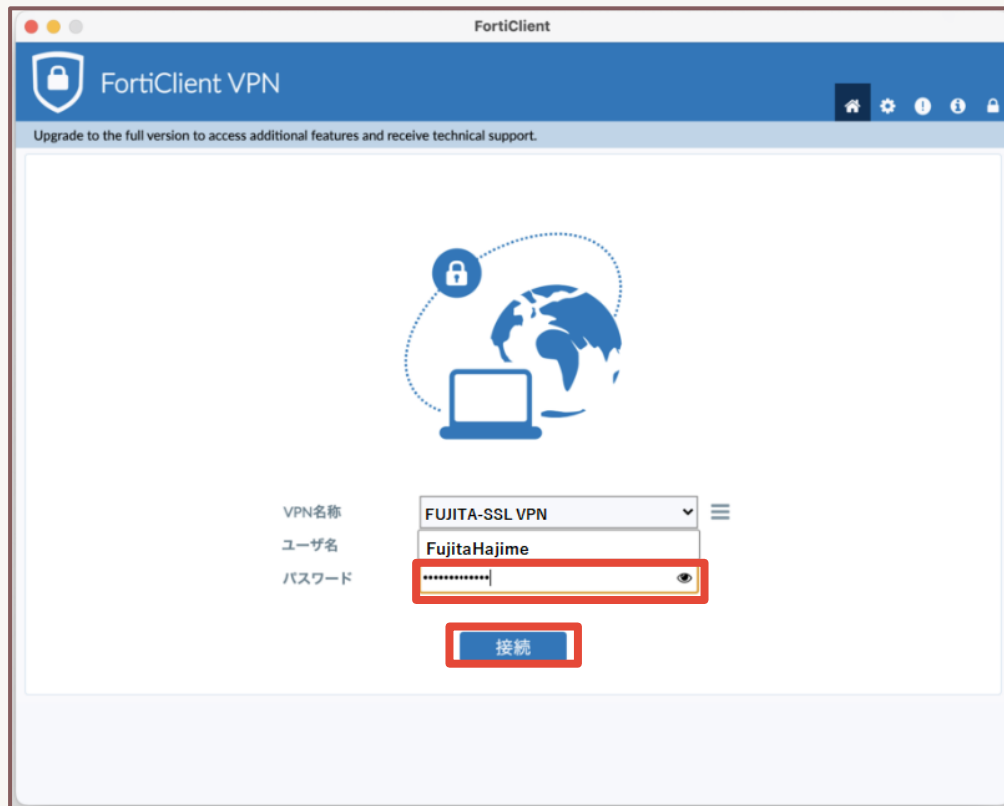 FortiClient
FortiClient VPN
Upgrade to the full version to access additional features and receive technical support.
VPN名称
FUJITA-SSL VPN
ユーザ名
FujitaHajime
パスワード
•••••••••••••
接続